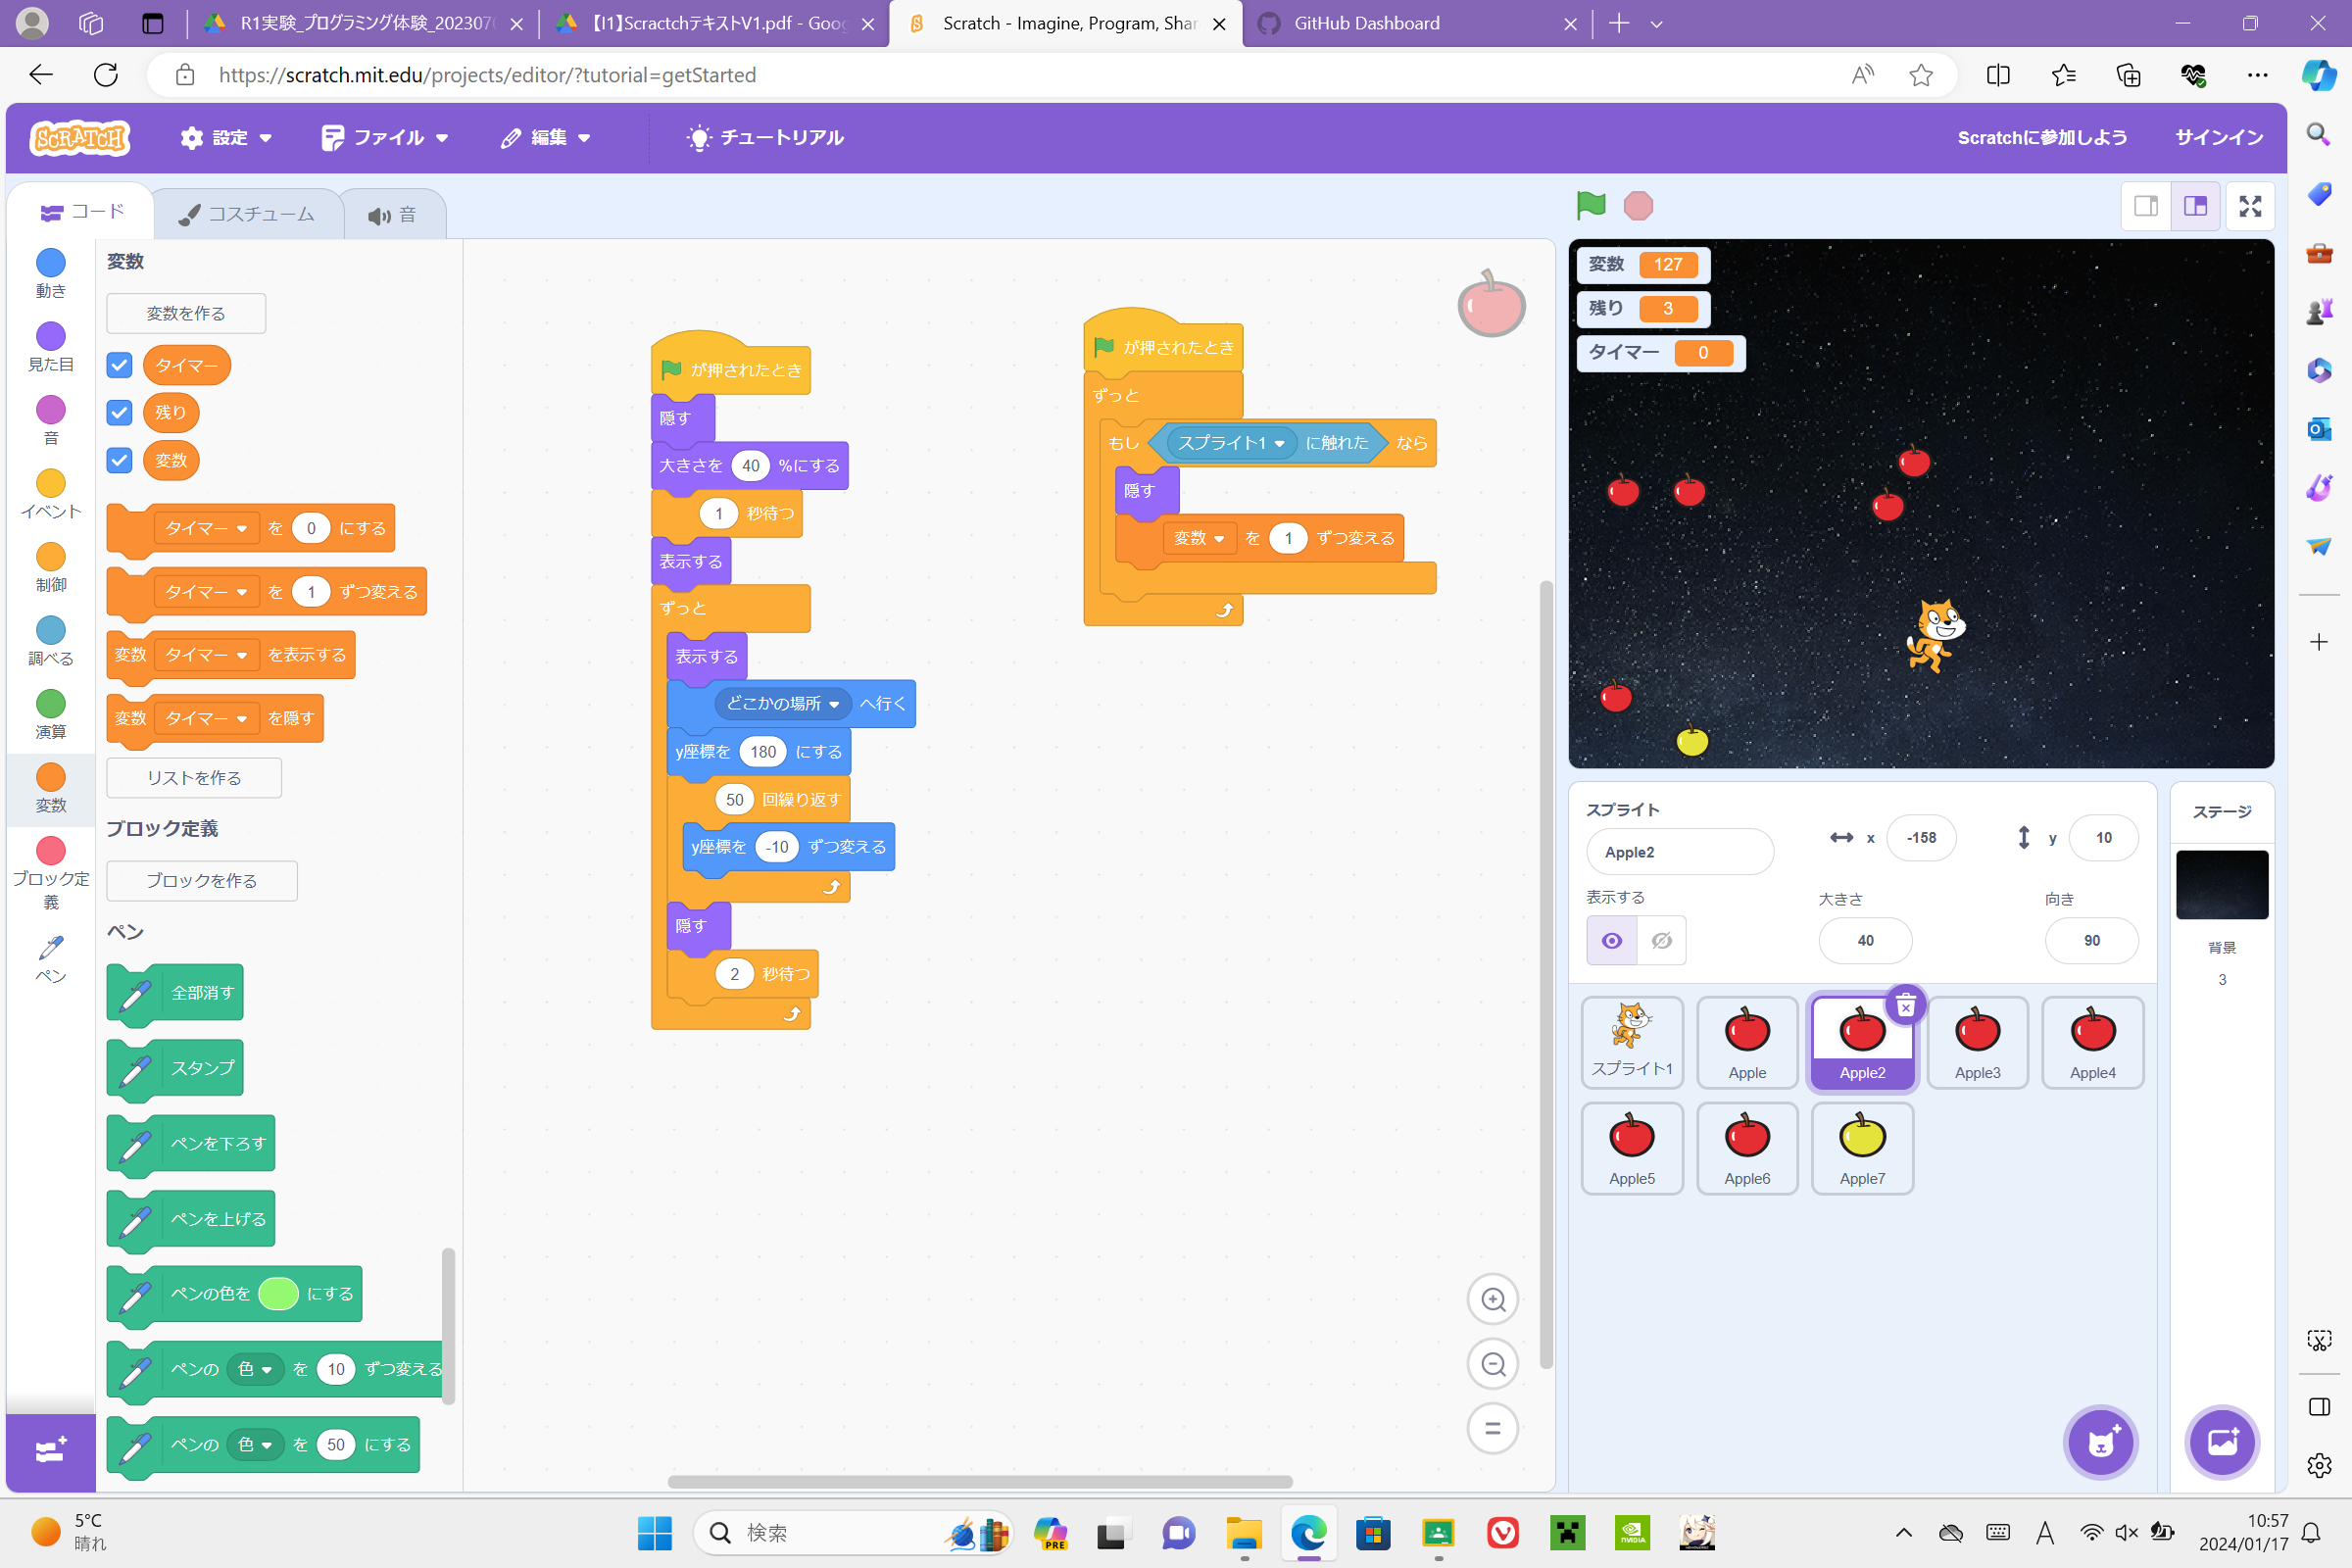 R1実験_プログラミング体験_2023070
【I1】ScractchテキストV1.pdf - Goog
Scratch - Imagine, Program, Shar
GitHub Dashboard
https://scratch.mit.edu/projects/editor/?tutorial=getStarted
SCRATCH
設定
ファイル
編集
チュートリアル
Scratchに参加しよう
サインイン
コード
コスチューム
音
動き
見た目
音
イベント
制御
調べる
演算
変数
ブロック定義
ペン
変数
変数を作る
タイマー
残り
変数
タイマー を 0 にする
タイマー を 1 ずつ変える
変数 タイマー を表示する
変数 タイマー を隠す
リストを作る
ブロック定義
ブロックを作る
ペン
全部消す
スタンプ
ペンを下ろす
ペンを上げる
ペンの色を にする
ペンの 色 を 10 ずつ変える
ペンの 色 を 50 にする
が押されたとき
隠す
大きさを 40 %にする
1 秒待つ
表示する
ずっと
表示する
どこかの場所 へ行く
y座標を 180 にする
50 回繰り返す
y座標を -10 ずつ変える
隠す
2 秒待つ
が押されたとき
ずっと
もし スプライト1 に触れた なら
隠す
変数 を 1 ずつ変える
変数 127
残り 3
タイマー 0
スプライト
Apple2
x -158
y 10
表示する
大きさ
40
向き
90
スプライト1
Apple
Apple2
Apple3
Apple4
Apple5
Apple6
Apple7
ステージ
背景
3
5°C
晴れ
検索
PRE
NVIDIA
A
10:57
2024/01/17